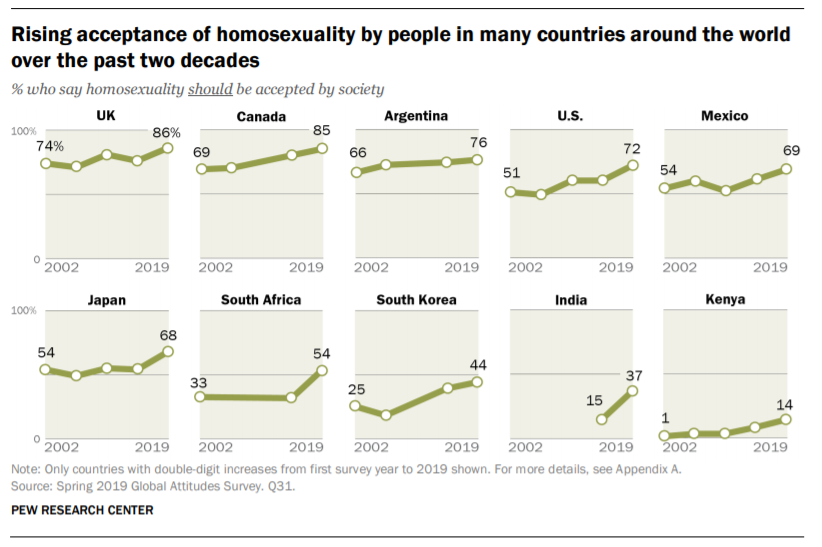 Rising acceptance of homosexuality by people in many countries around the world
over the past two decades
% who say homosexuality should be accepted by society
UK Canada Argentina U.S. Mexico
100%
74% 86% 69 85 66 76 51 72 54 69
0
2002 2019 2002 2019 2002 2019 2002 2019 2002 2019
Japan South Africa South Korea India Kenya
100%
54 68 33 54 25 44 15 37 1 14
0
2002 2019 2002 2019 2002 2019 2002 2019 2002 2019
Note: Only countries with double-digit increases from first survey year to 2019 shown. For more details, see Appendix A.
Source: Spring 2019 Global Attitudes Survey. Q31.
PEW RESEARCH CENTER